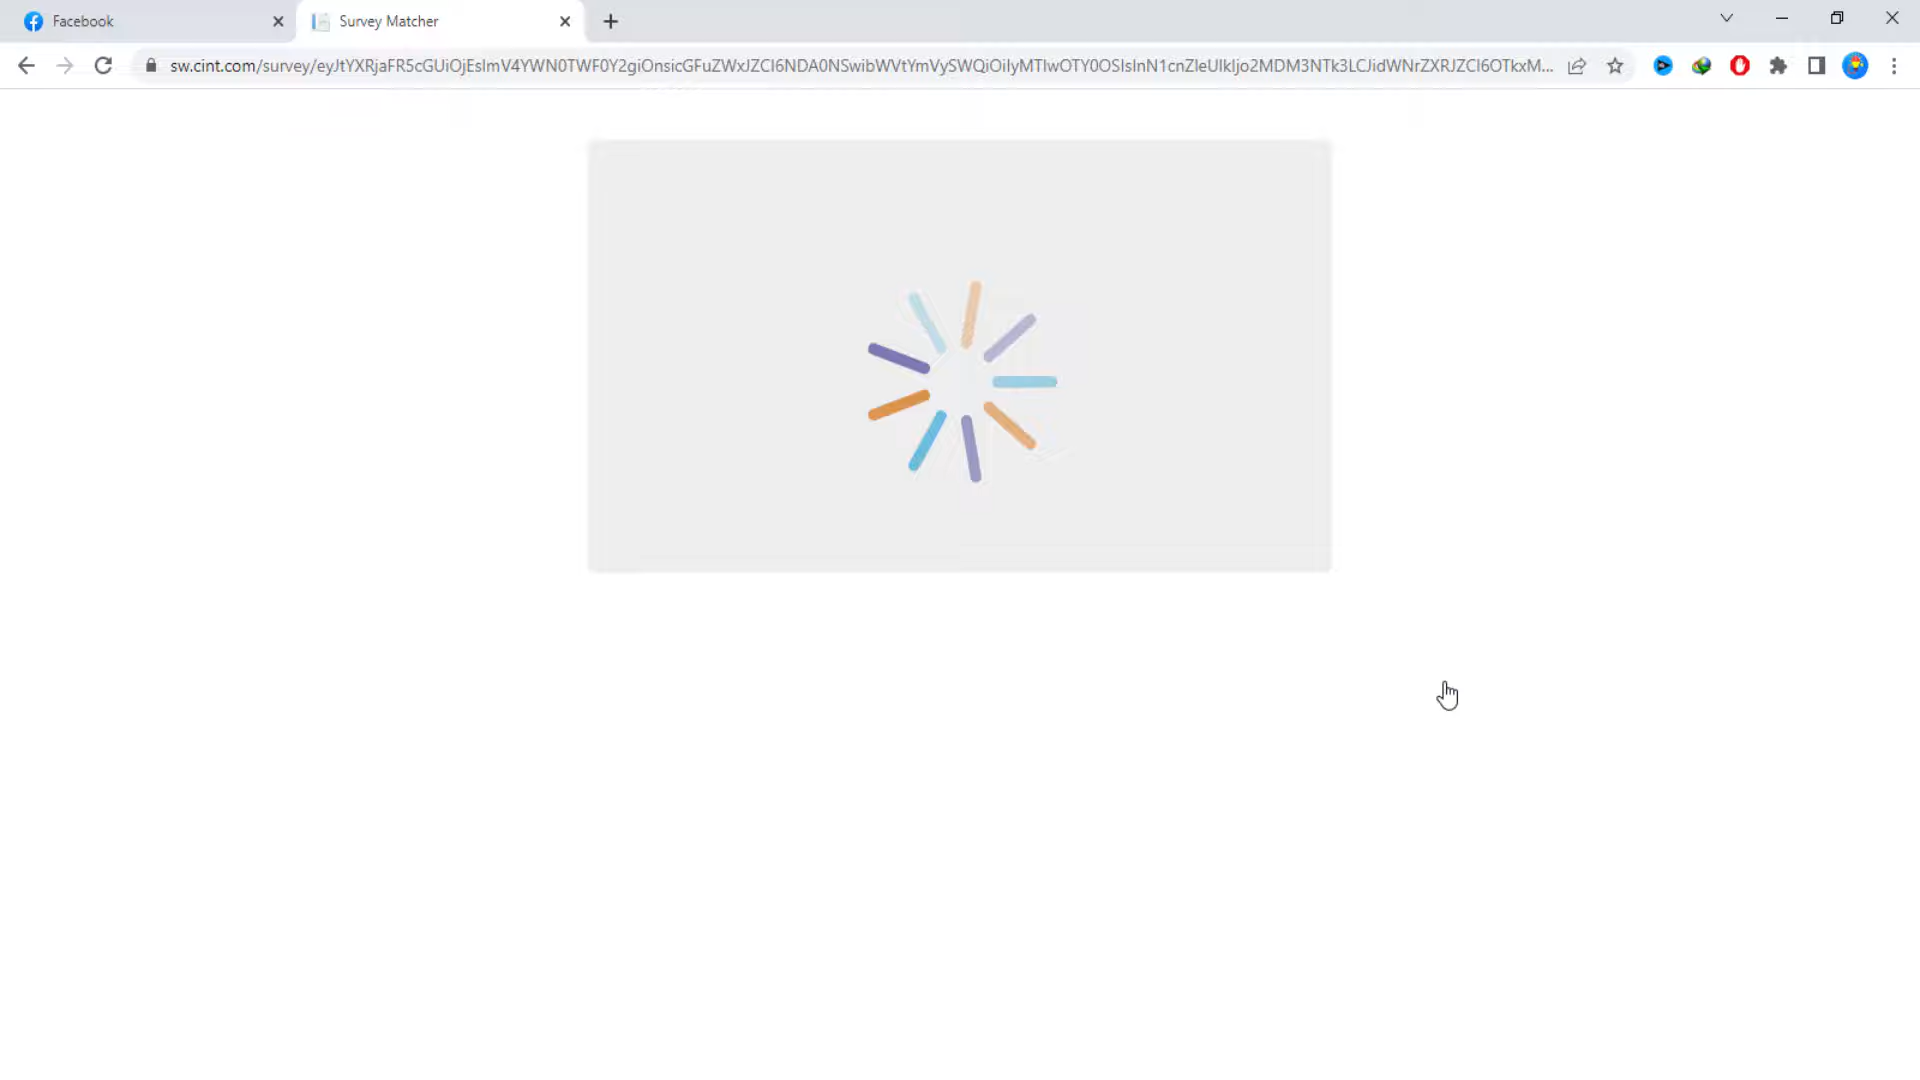 Facebook
Survey Matcher
sw.cint.com/survey/eyJtYXRjaFR5cGUiOjEsImV4YWN0TWF0Y2giOnsicGFuZWxJZCI6NDA0NSwibWVtYmVySWQiOiIyMTIwOTY0OSIsInN1cnZleUlkIjo2MDM3NTk3LCJidWNrZXRJZCI6OTkxM...